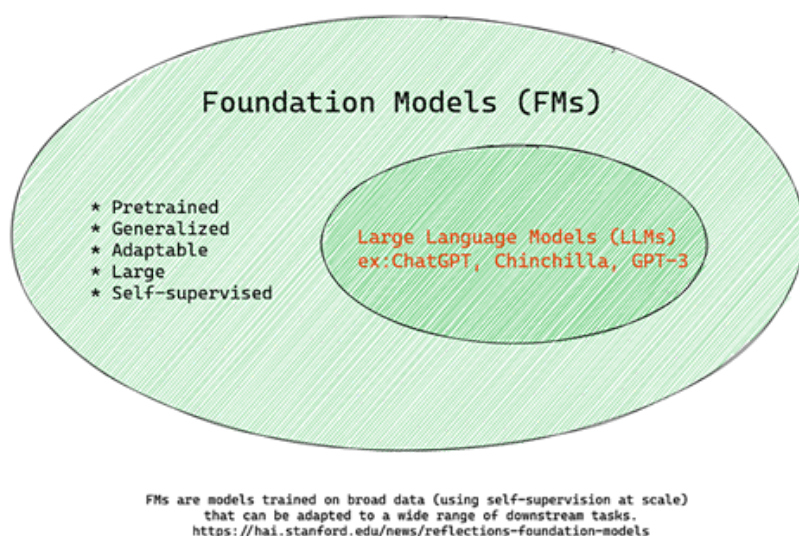 Foundation Models (FMs)
* Pretrained
* Generalized
* Adaptable
* Large
* Self-supervised
Large Language Models (LLMs)
ex:ChatGPT, Chinchilla, GPT-3
FMs are models trained on broad data (using self-supervision at scale)
that can be adapted to a wide range of downstream tasks.
https://hai.stanford.edu/news/reflections-foundation-models